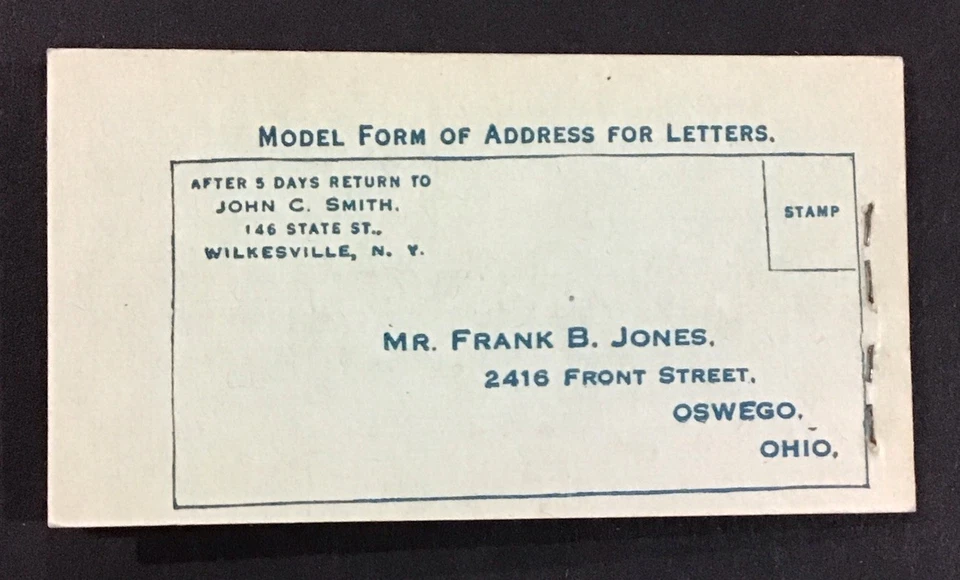 MODEL FORM OF ADDRESS FOR LETTERS.
AFTER 5 DAYS RETURN TO
JOHN C. SMITH.
146 STATE ST.,
WILKESVILLE, N. Y.
STAMP
MR. FRANK B. JONES.
2416 FRONT STREET.
OSWEGO.
OHIO.